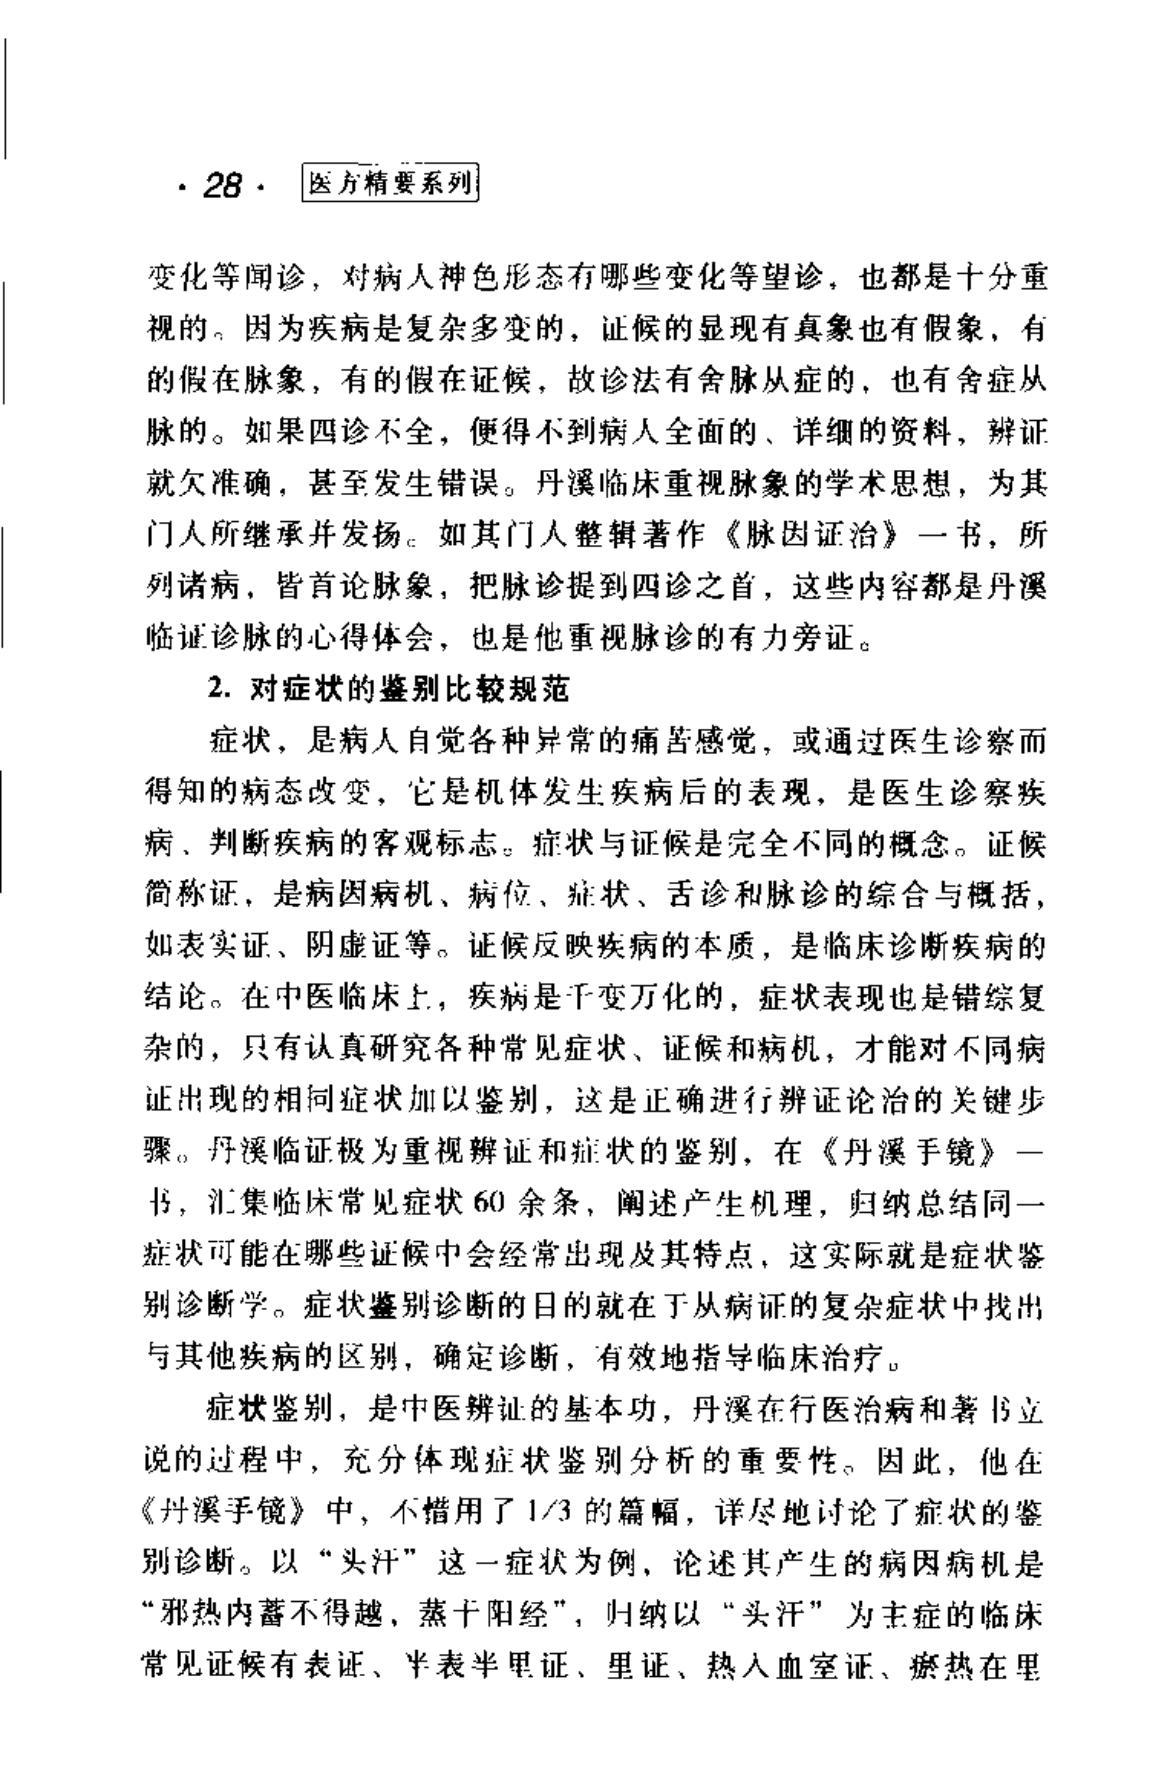 ·28· 医方精要系列
变化等闻诊，对病人神色形态有哪些变化等望诊，也都是十分重
视的。因为疾病是复杂多变的，证候的显现有真象也有假象，有
的假在脉象，有的假在证候，故诊法有舍脉从症的，也有舍症从
脉的。如果四诊不全，便得不到病人全面的、详细的资料，辨证
就欠准确，甚至发生错误。丹溪临床重视脉象的学术思想，为其
门人所继承并发扬。如其门人整辑著作《脉因证治》一书，所
列诸病，皆首论脉象，把脉诊提到四诊之首，这些内容都是丹溪
临证诊脉的心得体会，也是他重视脉诊的有力旁证。
2. 对症状的鉴别比较规范
症状，是病人自觉各种异常的痛苦感觉，或通过医生诊察而
得知的病态改变，它是机体发生疾病后的表现，是医生诊察疾
病、判断疾病的客观标志。症状与证候是完全不同的概念。证候
简称证，是病因病机、病位、症状、舌诊和脉诊的综合与概括，
如表实证、阴虚证等。证候反映疾病的本质，是临床诊断疾病的
结论。在中医临床上，疾病是千变万化的，症状表现也是错综复
杂的，只有认真研究各种常见症状、证候和病机，才能对不同病
证出现的相同症状加以鉴别，这是正确进行辨证论治的关键步
骤。丹溪临证极为重视辨证和症状的鉴别，在《丹溪手镜》一
书，汇集临床常见症状 60 余条，阐述产生机理，归纳总结同一
症状可能在哪些证候中会经常出现及其特点，这实际就是症状鉴
别诊断学。症状鉴别诊断的目的就在于从病证的复杂症状中找出
与其他疾病的区别，确定诊断，有效地指导临床治疗。
症状鉴别，是中医辨证的基本功，丹溪在行医治病和著书立
说的过程中，充分体现症状鉴别分析的重要性。因此，他在
《丹溪手镜》中，不惜用了 1/3 的篇幅，详尽地讨论了症状的鉴
别诊断。以“头汗”这一症状为例，论述其产生的病因病机是
“邪热内蓄不得越，蒸于阳经”，归纳以“头汗”为主症的临床
常见证候有表证、半表半里证、里证、热入血室证、瘀热在里